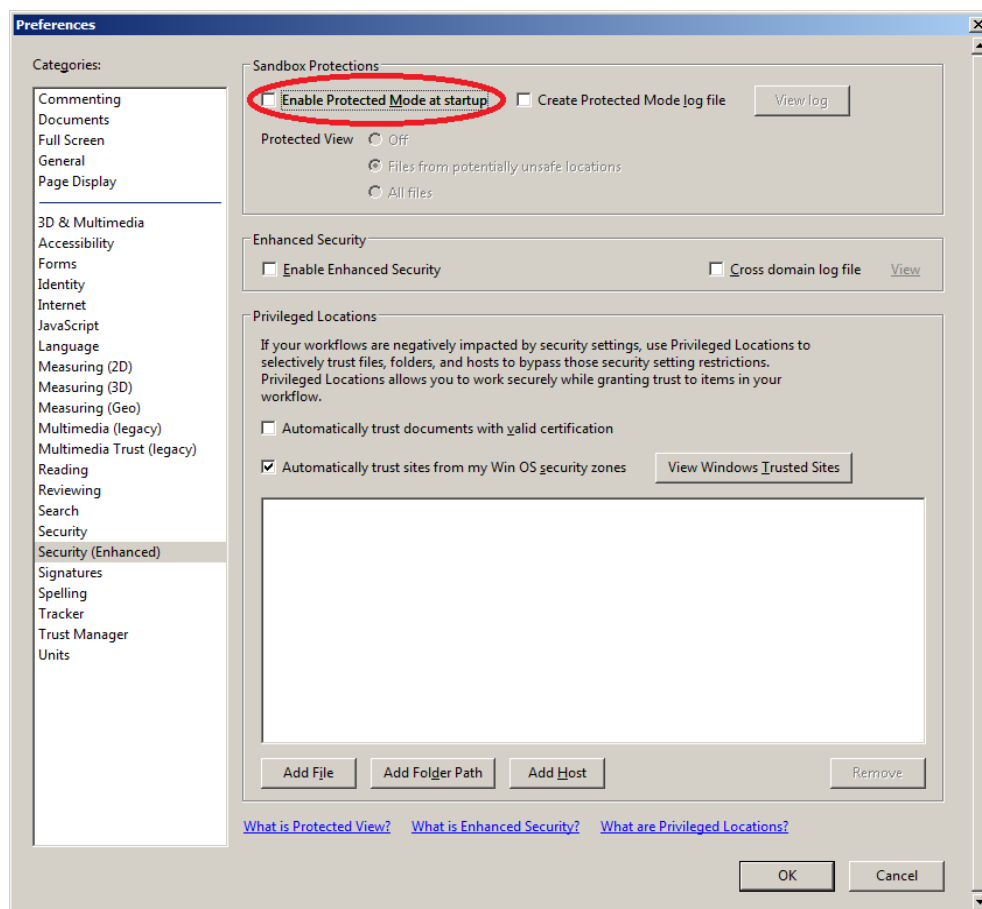 Preferences
Categories:
Commenting
Documents
Full Screen
General
Page Display
3D & Multimedia
Accessibility
Forms
Identity
Internet
JavaScript
Language
Measuring (2D)
Measuring (3D)
Measuring (Geo)
Multimedia (legacy)
Multimedia Trust (legacy)
Reading
Reviewing
Search
Security
Security (Enhanced)
Signatures
Spelling
Tracker
Trust Manager
Units
Sandbox Protections
Enable Protected Mode at startup Create Protected Mode log file View log
Protected View Off
Files from potentially unsafe locations
All files
Enhanced Security
Enable Enhanced Security Cross domain log file View
Privileged Locations
If your workflows are negatively impacted by security settings, use Privileged Locations to
selectively trust files, folders, and hosts to bypass those security setting restrictions.
Privileged Locations allows you to work securely while granting trust to items in your
workflow.
Automatically trust documents with valid certification
Automatically trust sites from my Win OS security zones View Windows Trusted Sites
Add File Add Folder Path Add Host Remove
What is Protected View? What is Enhanced Security? What are Privileged Locations?
OK Cancel